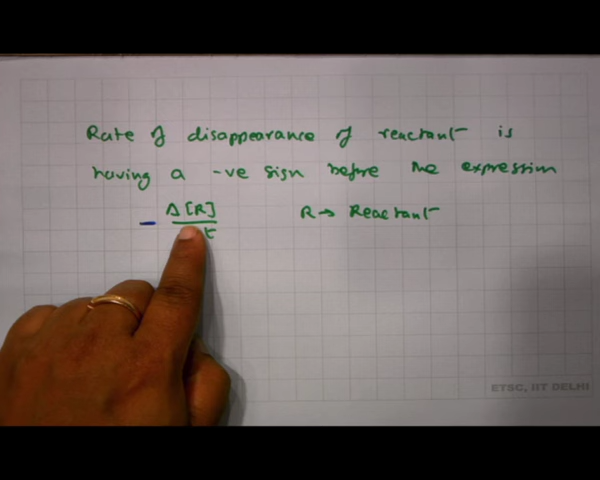 Rate of disappearance of reactant is
having a -ve sign before the expression
- Δ[R] R → Reactant
t
ETSC, IIT DELHI